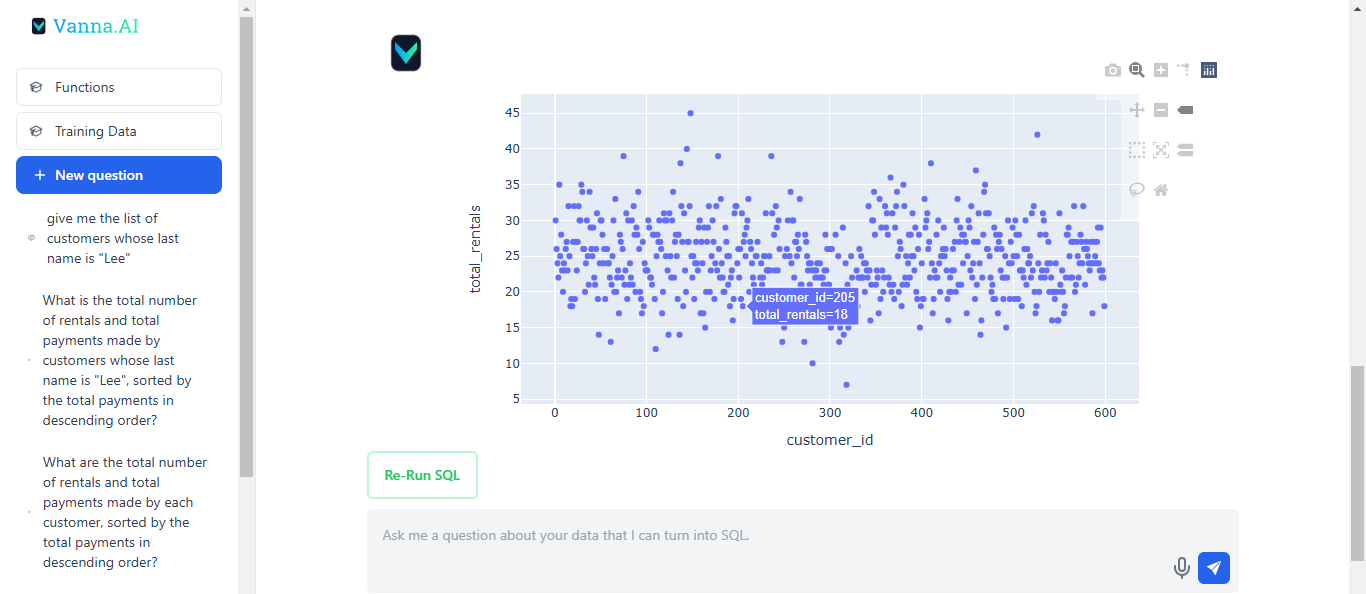 Vanna.AI
Functions
Training Data
+ New question
give me the list of
customers whose last
name is "Lee"
What is the total number
of rentals and total
payments made by
customers whose last
name is "Lee", sorted by
the total payments in
descending order?
What are the total number
of rentals and total
payments made by each
customer, sorted by the
total payments in
descending order?
45
40
35
30
25
20
15
10
5
total_rentals
customer_id=205
total_rentals=18
0 100 200 300 400 500 600
customer_id
Re-Run SQL
Ask me a question about your data that I can turn into SQL.